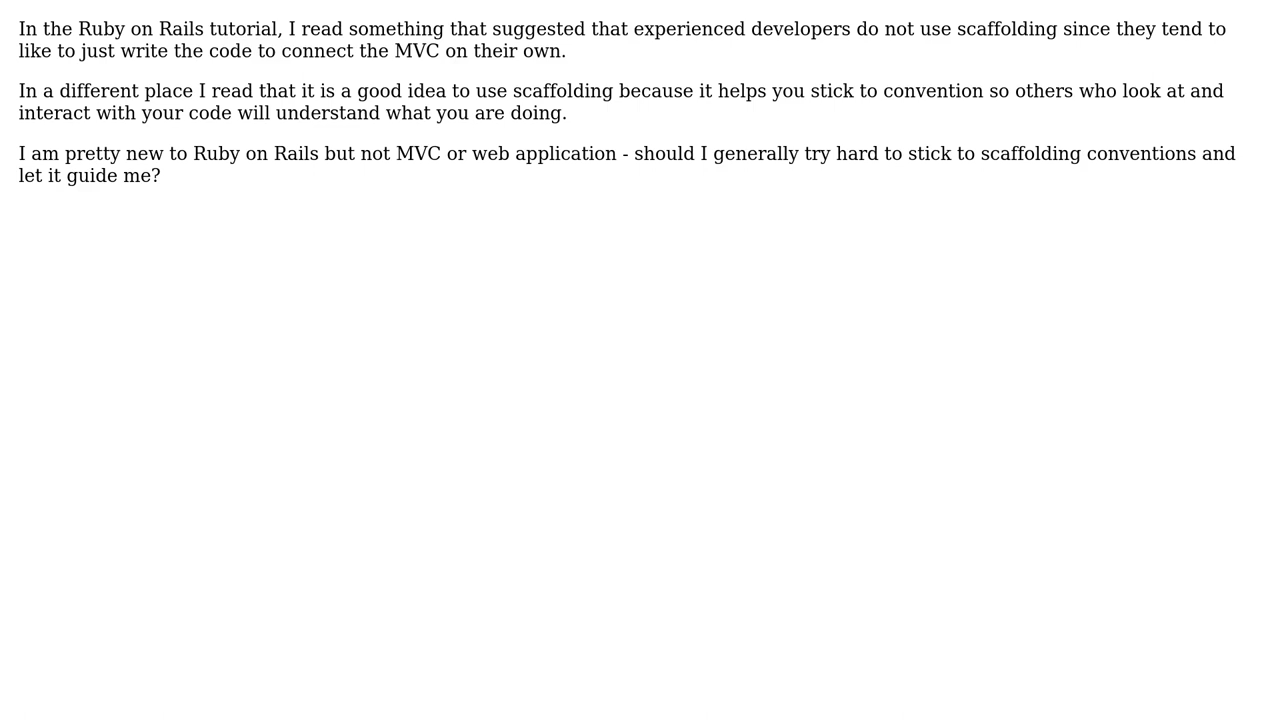 In the Ruby on Rails tutorial, I read something that suggested that experienced developers do not use scaffolding since they tend to
like to just write the code to connect the MVC on their own.
In a different place I read that it is a good idea to use scaffolding because it helps you stick to convention so others who look at and
interact with your code will understand what you are doing.
I am pretty new to Ruby on Rails but not MVC or web application - should I generally try hard to stick to scaffolding conventions and
let it guide me?